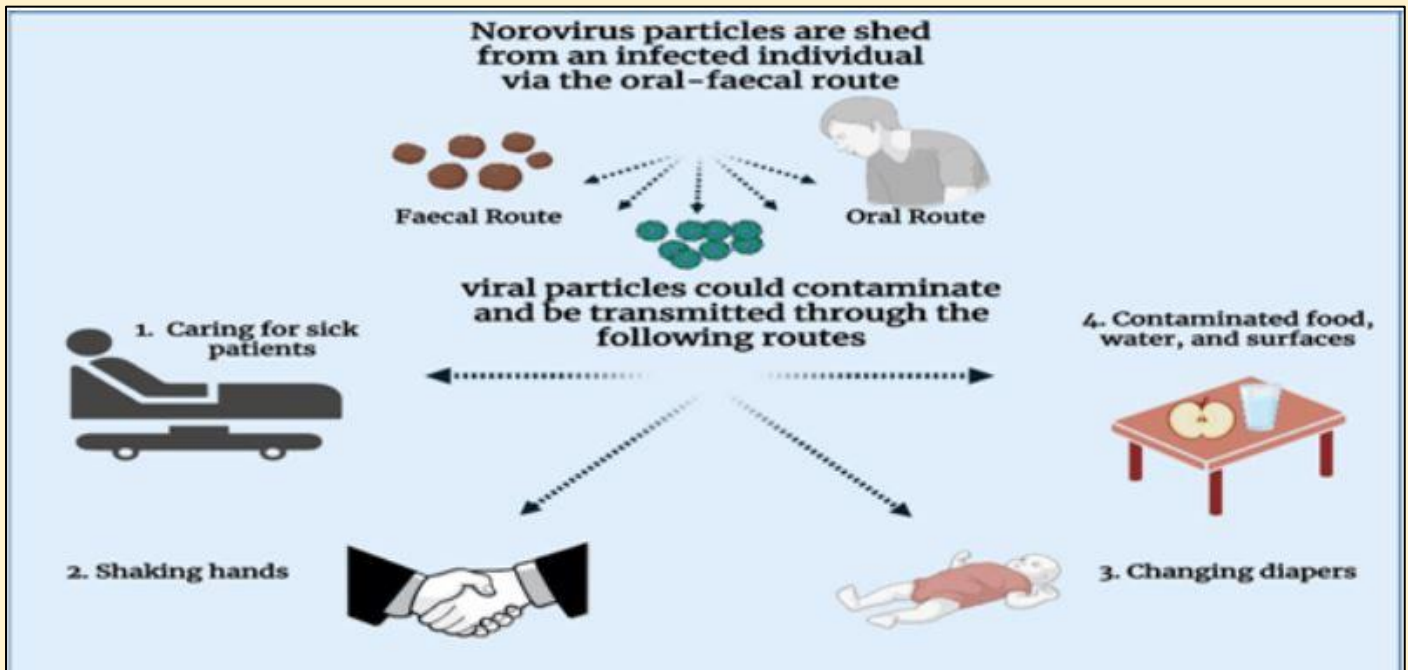 Norovirus particles are shed
from an infected individual
via the oral-faecal route
Faecal Route
Oral Route
viral particles could contaminate
and be transmitted through the
following routes
1. Caring for sick
patients
4. Contaminated food,
water, and surfaces
2. Shaking hands
3. Changing diapers